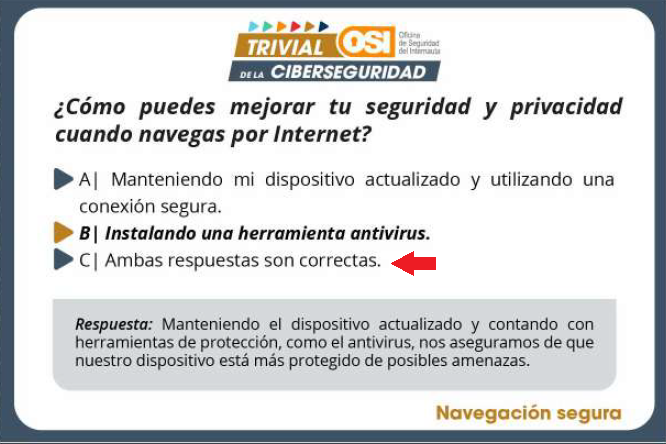 TRIVIAL OSI Oficina
de Seguridad
del Internauta
DE LA CIBERSEGURIDAD
¿Cómo puedes mejorar tu seguridad y privacidad
cuando navegas por Internet?
A| Manteniendo mi dispositivo actualizado y utilizando una
conexión segura.
B| Instalando una herramienta antivirus.
C| Ambas respuestas son correctas.
Respuesta: Manteniendo el dispositivo actualizado y contando con
herramientas de protección, como el antivirus, nos aseguramos de que
nuestro dispositivo está más protegido de posibles amenazas.
Navegación segura